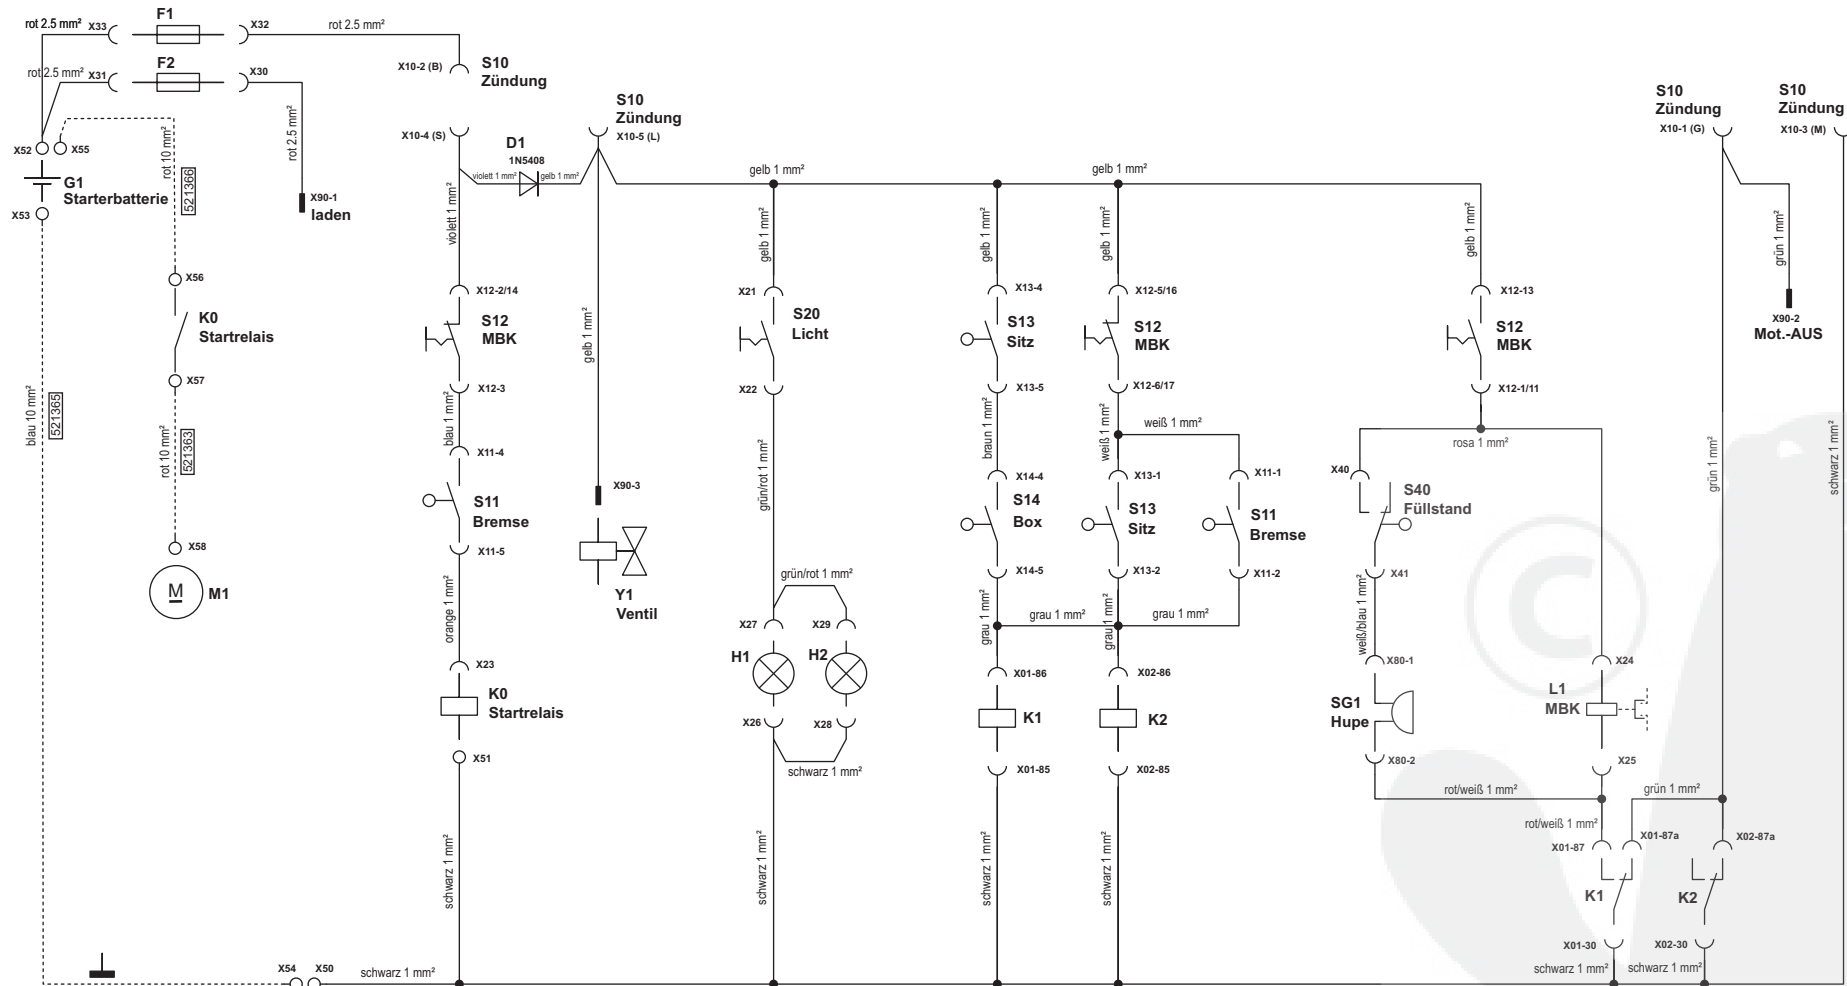 F1
rot 2.5 mm²
X33
X32
rot 2.5 mm²
F2
rot 2.5 mm²
X31
X30
X10-2 (B)
S10
Zündung
S10
Zündung
X10-4 (S)
X10-5 (L)
D1
1N5408
violett 1 mm²
gelb 1 mm²
S10
Zündung
X10-1 (G)
S10
Zündung
X10-3 (M)
X52
X55
rot 10 mm²
521366
rot 2.5 mm²
G1
Starterbatterie
X53
X90-1
laden
violett 1 mm²
gelb 1 mm²
gelb 1 mm²
gelb 1 mm²
gelb 1 mm²
gelb 1 mm²
gelb 1 mm²
grün 1 mm²
X56
K0
Startrelais
X57
X12-2/14
S12
MBK
X12-3
gelb 1 mm²
X21
S20
Licht
X22
X13-4
S13
Sitz
X13-5
X12-5/16
S12
MBK
X12-6/17
X12-13
S12
MBK
X12-1/11
X90-2
Mot.-AUS
blau 10 mm²
521365
rot 10 mm²
521363
blau 1 mm²
X11-4
S11
Bremse
X11-5
X90-3
Y1
Ventil
grün/rot 1 mm²
braun 1 mm²
X14-4
S14
Box
X14-5
weiß 1 mm²
weiß 1 mm²
X13-1
S13
Sitz
X13-2
X11-1
S11
Bremse
X11-2
rosa 1 mm²
X40
S40
Füllstand
X41
grün 1 mm²
schwarz 1 mm²
X58
M
M1
orange 1 mm²
grün/rot 1 mm²
grau 1 mm²
grau 1 mm²
grau 1 mm²
grau 1 mm²
weiß/blau 1 mm²
©
X23
K0
Startrelais
X51
X27
X29
H1
H2
X26
X28
schwarz 1 mm²
X01-86
K1
X01-85
X02-86
K2
X02-85
X80-1
SG1
Hupe
X80-2
X24
L1
MBK
X25
rot/weiß 1 mm²
grün 1 mm²
rot/weiß 1 mm²
X01-87
X01-87a
X02-87a
K1
K2
X01-30
X02-30
schwarz 1 mm²
schwarz 1 mm²
schwarz 1 mm²
schwarz 1 mm²
schwarz 1 mm²
schwarz 1 mm²
X54
X50
schwarz 1 mm²